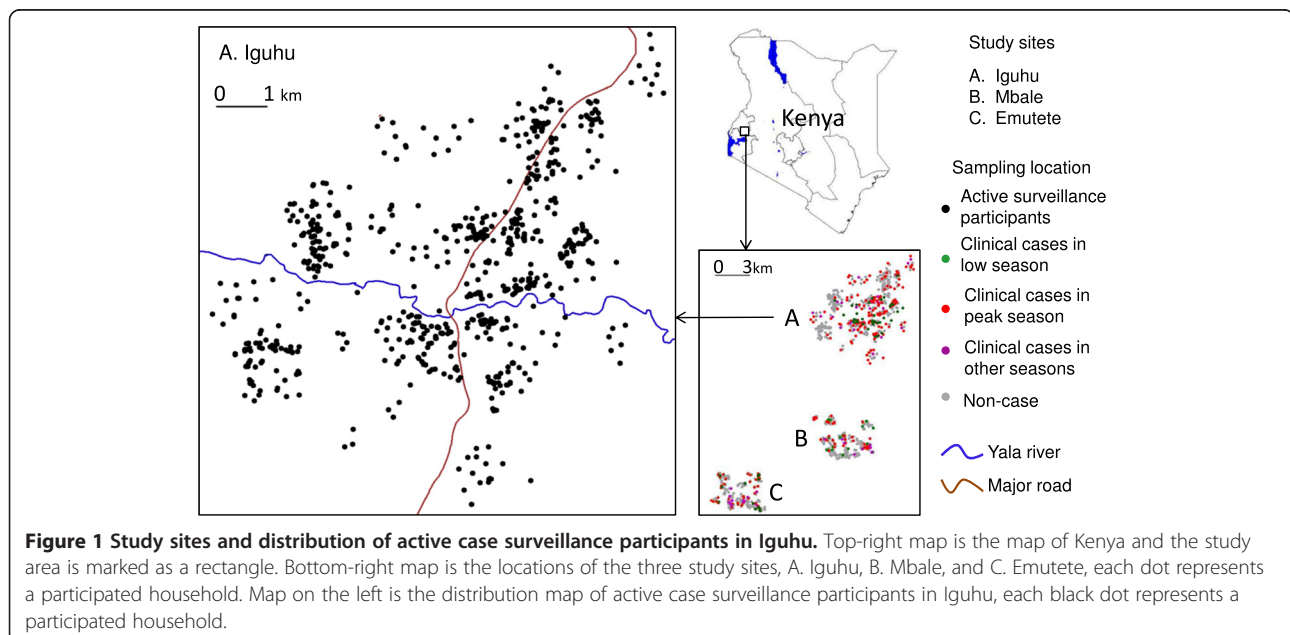 A. Iguhu
0 1 km
Kenya
0 3km
A
B
C
Study sites
A. Iguhu
B. Mbale
C. Emutete
Sampling location
Active surveillance
participants
Clinical cases in
low season
Clinical cases in
peak season
Clinical cases in
other seasons
Non-case
Yala river
Major road
Figure 1 Study sites and distribution of active case surveillance participants in Iguhu. Top-right map is the map of Kenya and the study
area is marked as a rectangle. Bottom-right map is the locations of the three study sites, A. Iguhu, B. Mbale, and C. Emutete, each dot represents
a participated household. Map on the left is the distribution map of active case surveillance participants in Iguhu, each black dot represents a
participated household.